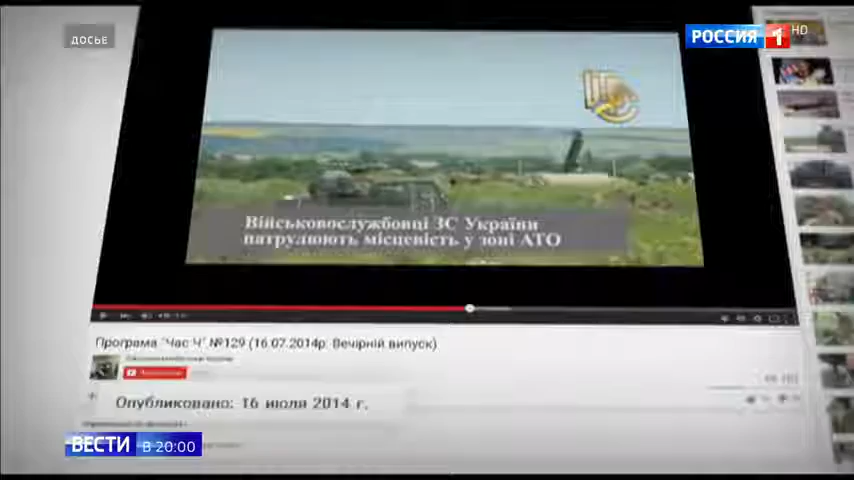 ДОСЬЕ
РОССИЯ 1 HD
Військовослужбовці ЗС України
патрулюють місцевість у зоні АТО
Програма "Час Ч" №129 (16.07.2014р. Вечірній випуск)
Опубликовано: 16 июля 2014 г.
ВЕСТИ В 20:00